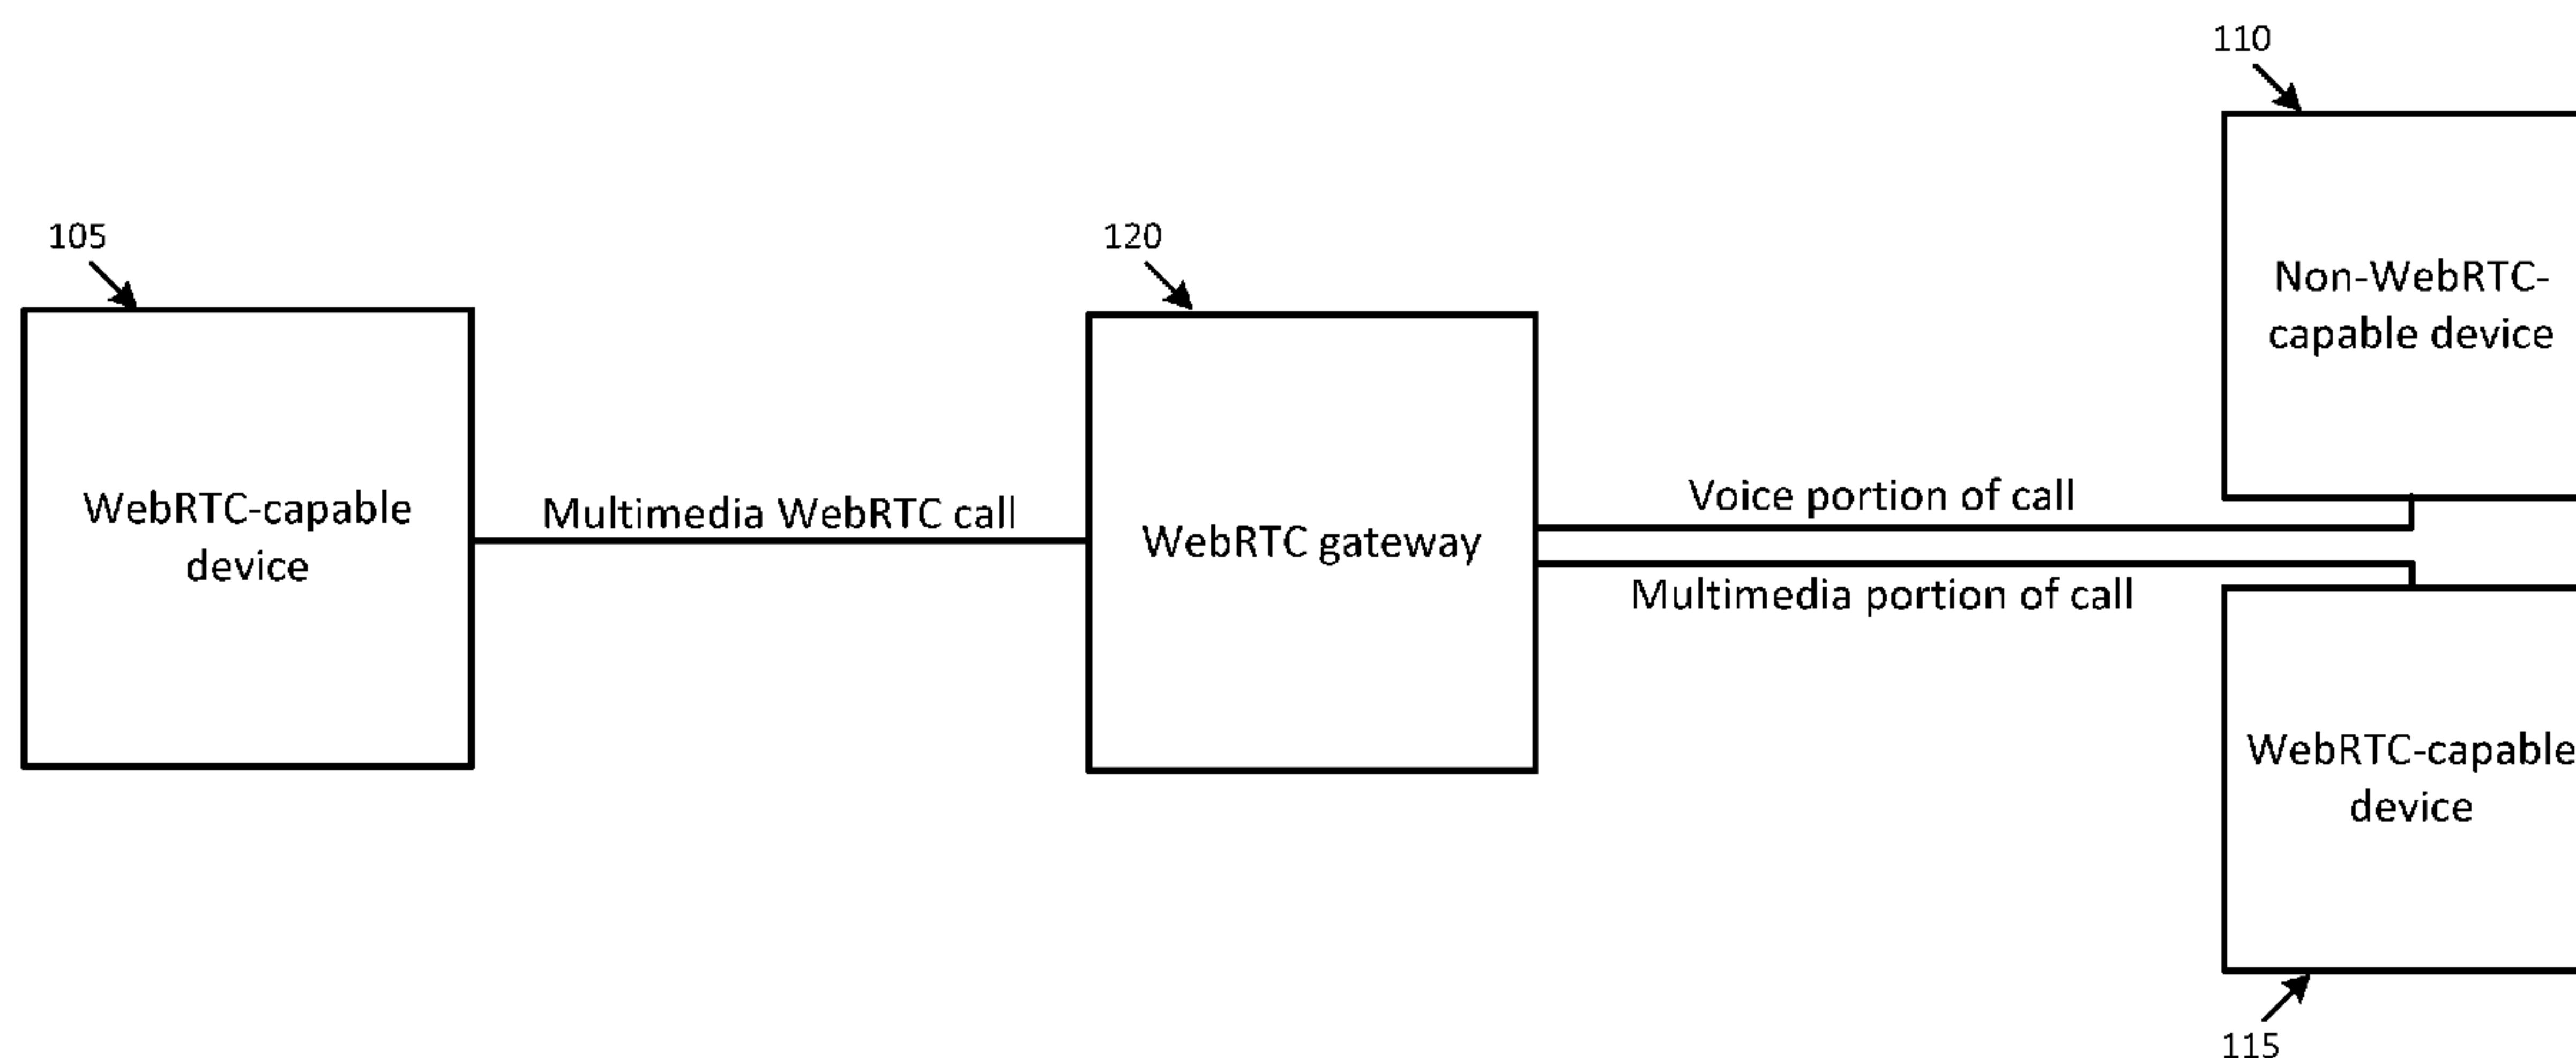 110
Non-WebRTC-
capable device
105
WebRTC-capable
device
Multimedia WebRTC call
120
WebRTC gateway
Voice portion of call
Multimedia portion of call
WebRTC-capable
device
115